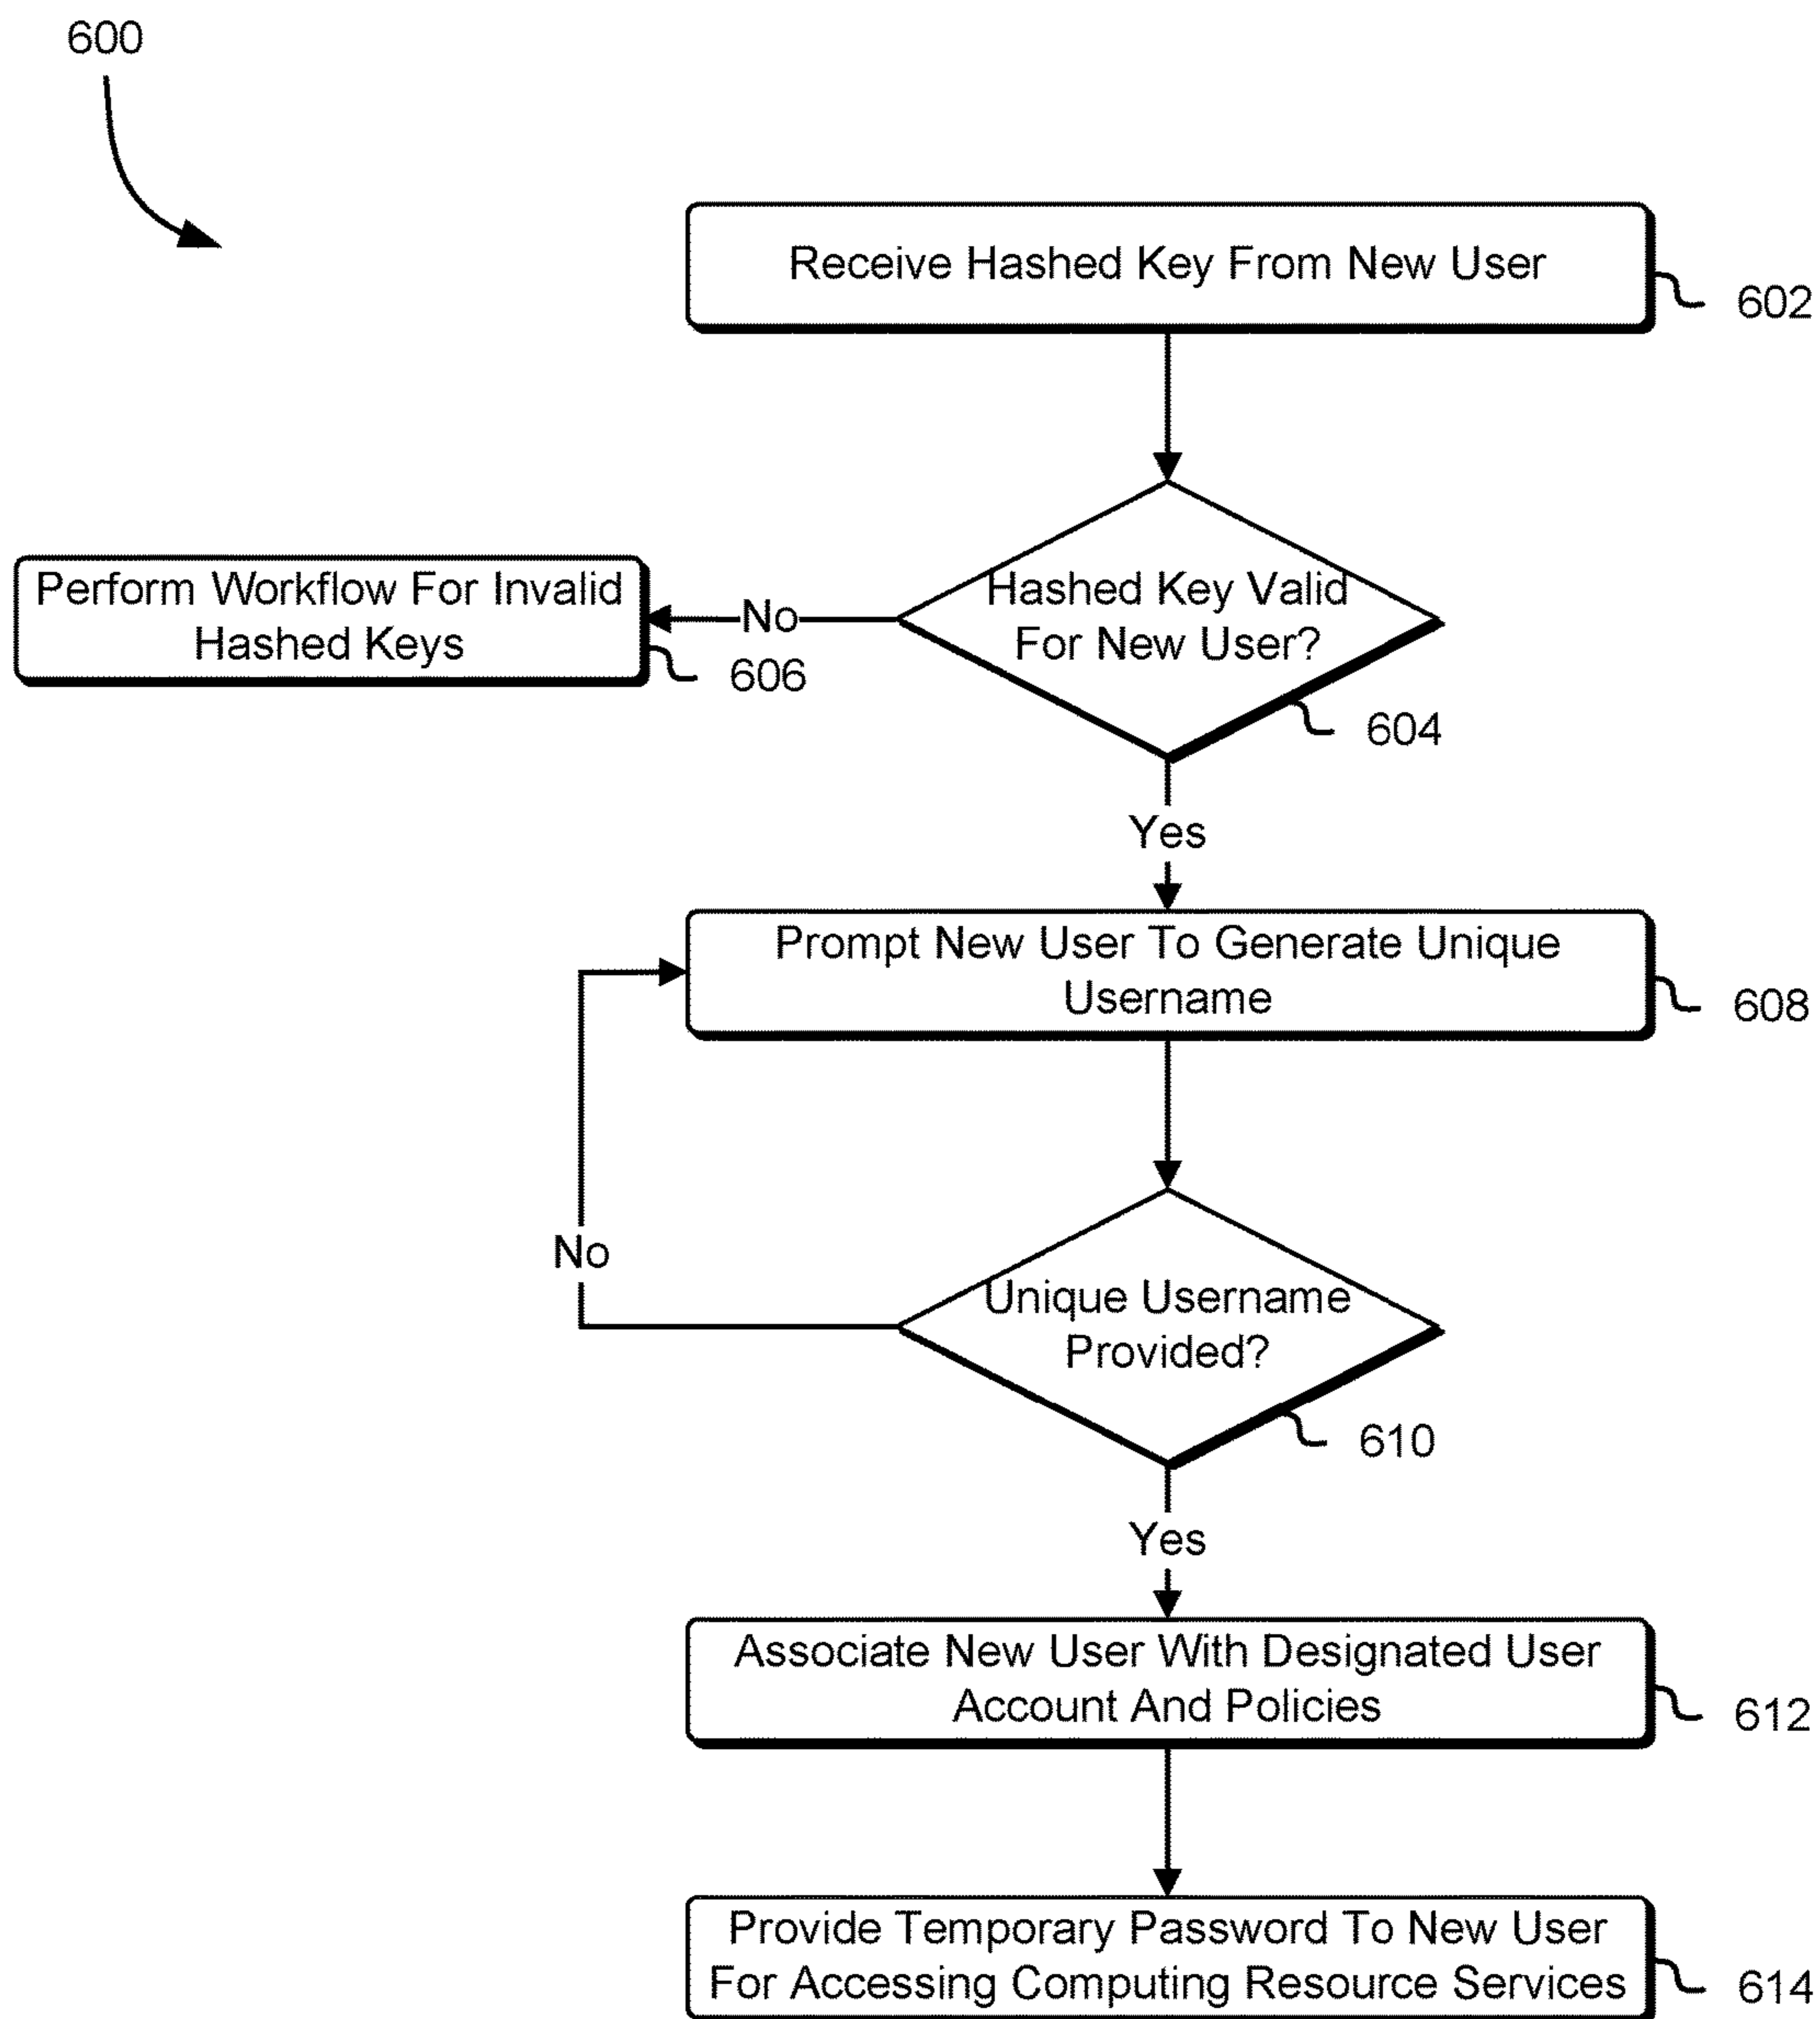 600
Receive Hashed Key From New User
602
Hashed Key Valid
For New User?
604
No
Perform Workflow For Invalid
Hashed Keys
606
Yes
Prompt New User To Generate Unique
Username
608
Unique Username
Provided?
610
No
Yes
Associate New User With Designated User
Account And Policies
612
Provide Temporary Password To New User
For Accessing Computing Resource Services
614